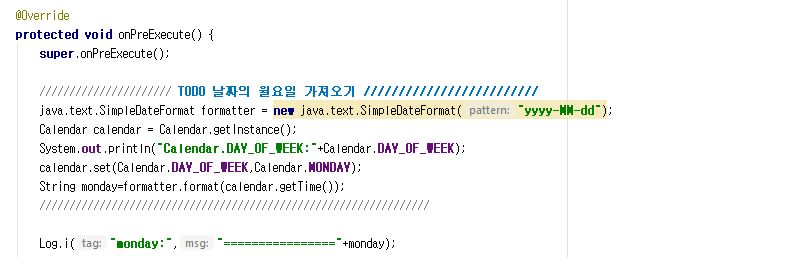 @Override
protected void onPreExecute() {
super.onPreExecute();
////////////////////// TODO 날짜의 월요일 가져오기 /////////////////////////
java.text.SimpleDateFormat formatter = new java.text.SimpleDateFormat( pattern: "yyyy-MM-dd");
Calendar calendar = Calendar.getInstance();
System.out.println("Calendar.DAY_OF_WEEK:"+Calendar.DAY_OF_WEEK);
calendar.set(Calendar.DAY_OF_WEEK,Calendar.MONDAY);
String monday=formatter.format(calendar.getTime());
/////////////////////////////////////////////////////////////////
Log.i( tag: "monday:", msg: "================"+monday);